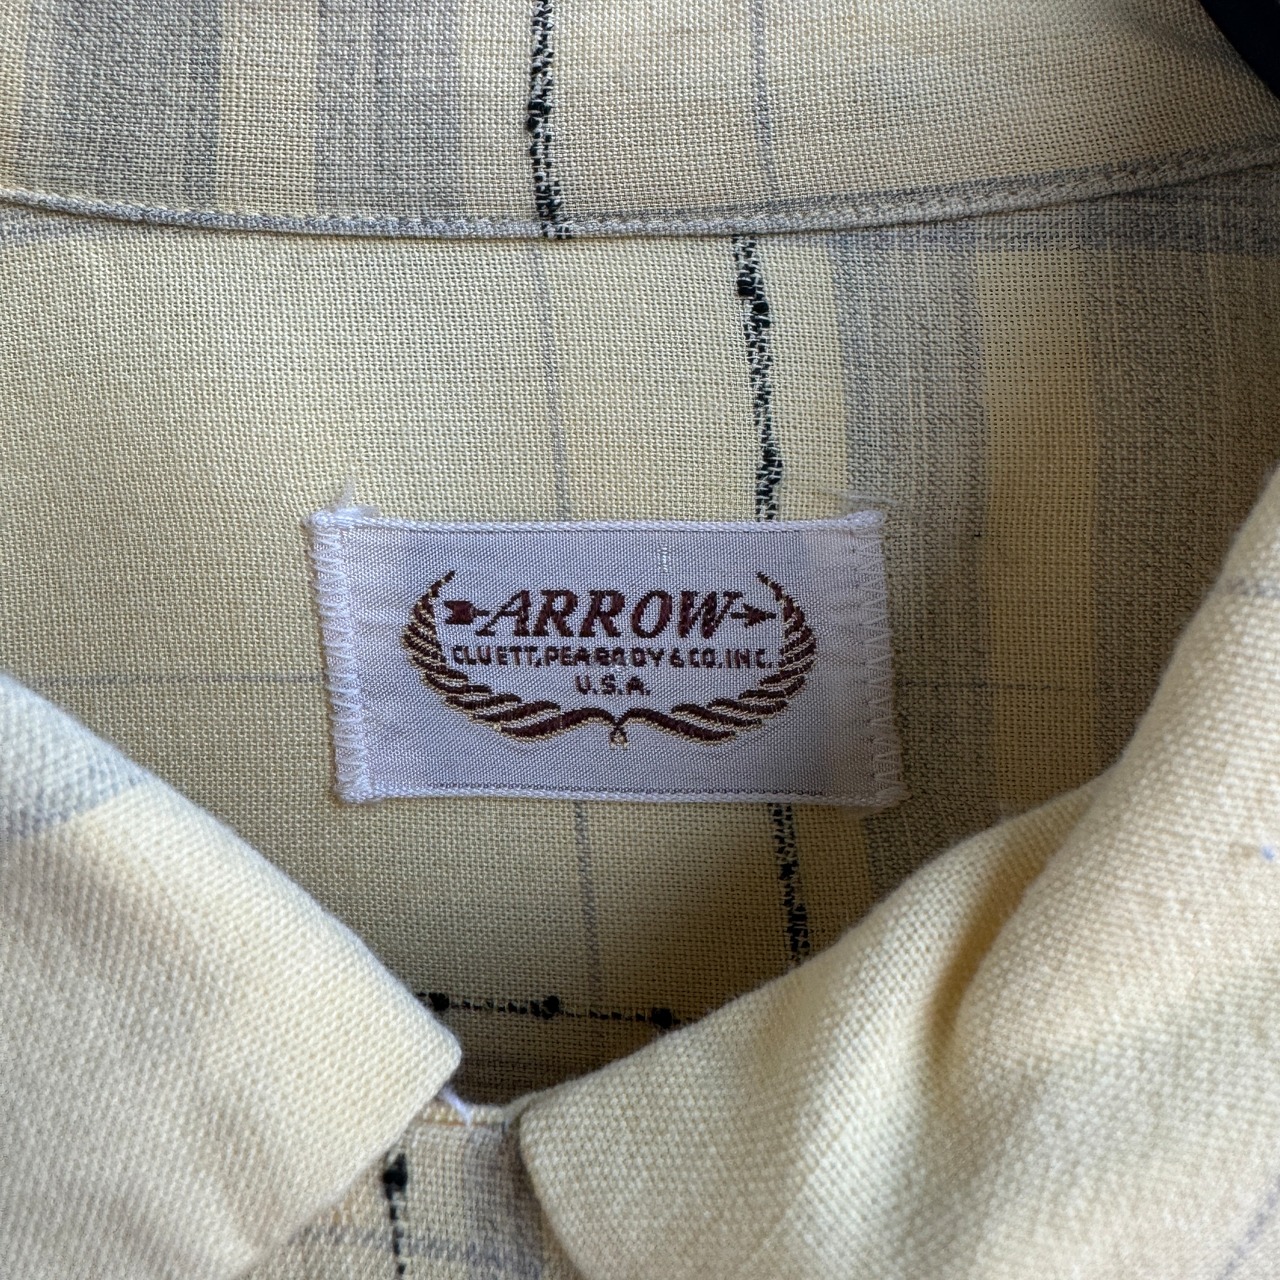 ARROW
CLUETT, PEABODY & CO. INC.
U.S.A.